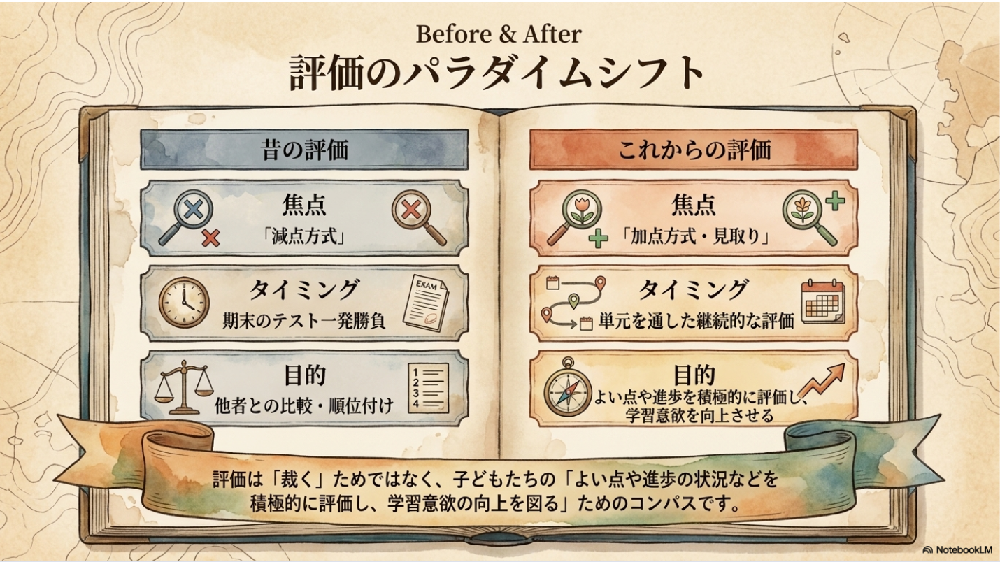 Before & After
評価のパラダイムシフト
昔の評価
焦点
「減点方式」
タイミング
期末のテスト一発勝負
EXAM
目的
他者との比較・順位付け
1
2
3
4
これからの評価
焦点
「加点方式・見取り」
タイミング
単元を通した継続的な評価
目的
よい点や進歩を積極的に評価し、
学習意欲を向上させる
評価は「裁く」ためではなく、子どもたちの「よい点や進歩の状況などを
積極的に評価し、学習意欲の向上を図る」ためのコンパスです。
NotebookLM